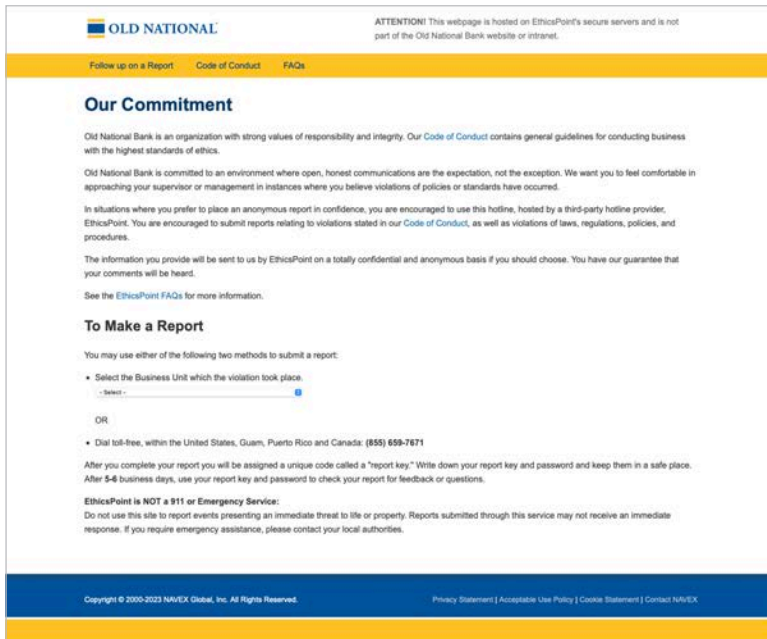 OLD NATIONAL
ATTENTION! This webpage is hosted on EthicsPoint's secure servers and is not
part of the Old National Bank website or intranet.
Follow up on a Report Code of Conduct FAQs
Our Commitment
Old National Bank is an organization with strong values of responsibility and integrity. Our Code of Conduct contains general guidelines for conducting business
with the highest standards of ethics.
Old National Bank is committed to an environment where open, honest communications are the expectation, not the exception. We want you to feel comfortable in
approaching your supervisor or management in instances where you believe violations of policies or standards have occurred.
In situations where you prefer to place an anonymous report in confidence, you are encouraged to use this hotline, hosted by a third-party hotline provider,
EthicsPoint. You are encouraged to submit reports relating to violations stated in our Code of Conduct, as well as violations of laws, regulations, policies, and
procedures.
The information you provide will be sent to us by EthicsPoint on a totally confidential and anonymous basis if you should choose. You have our guarantee that
your comments will be heard.
See the EthicsPoint FAQs for more information.
To Make a Report
You may use either of the following two methods to submit a report:
• Select the Business Unit which the violation took place.
- Select -
OR
• Dial toll-free, within the United States, Guam, Puerto Rico and Canada: (855) 659-7671
After you complete your report you will be assigned a unique code called a "report key." Write down your report key and password and keep them in a safe place.
After 5-6 business days, use your report key and password to check your report for feedback or questions.
EthicsPoint is NOT a 911 or Emergency Service:
Do not use this site to report events presenting an immediate threat to life or property. Reports submitted through this service may not receive an immediate
response. If you require emergency assistance, please contact your local authorities.
Copyright © 2000-2023 NAVEX Global, Inc. All Rights Reserved. Privacy Statement | Acceptable Use Policy | Cookie Statement | Contact NAVEX